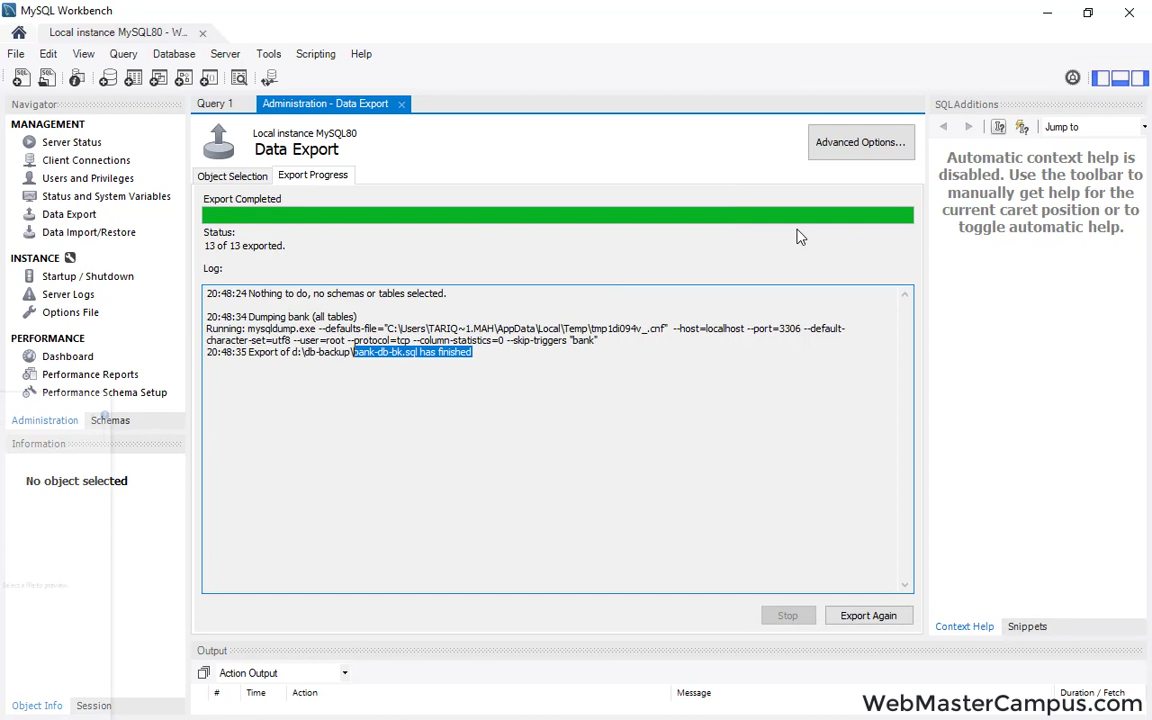 MySQL Workbench
Local instance MySQL80 - W...
File Edit View Query Database Server Tools Scripting Help
Navigator
MANAGEMENT
Server Status
Client Connections
Users and Privileges
Status and System Variables
Data Export
Data Import/Restore
INSTANCE
Startup / Shutdown
Server Logs
Options File
PERFORMANCE
Dashboard
Performance Reports
Performance Schema Setup
Administration Schemas
Information
No object selected
Select a file to preview.
Object Info Session
Query 1 Administration - Data Export
Local instance MySQL80
Data Export
Advanced Options...
Object Selection Export Progress
Export Completed
Status:
13 of 13 exported.
Log:
20:48:24 Nothing to do, no schemas or tables selected.
20:48:34 Dumping bank (all tables)
Running: mysqldump.exe --defaults-file="C:\Users\TARIQ~1.MAH\AppData\Local\Temp\tmp1di094v_.cnf" --host=localhost --port=3306 --default-
character-set=utf8 --user=root --protocol=tcp --column-statistics=0 --skip-triggers "bank"
20:48:35 Export of d:\db-backup\bank-db-bk.sql has finished
Stop Export Again
Output
Action Output
# Time Action Message Duration / Fetch
SQLAdditions
Jump to
Automatic context help is
disabled. Use the toolbar to
manually get help for the
current caret position or to
toggle automatic help.
Context Help Snippets
WebMasterCampus.com